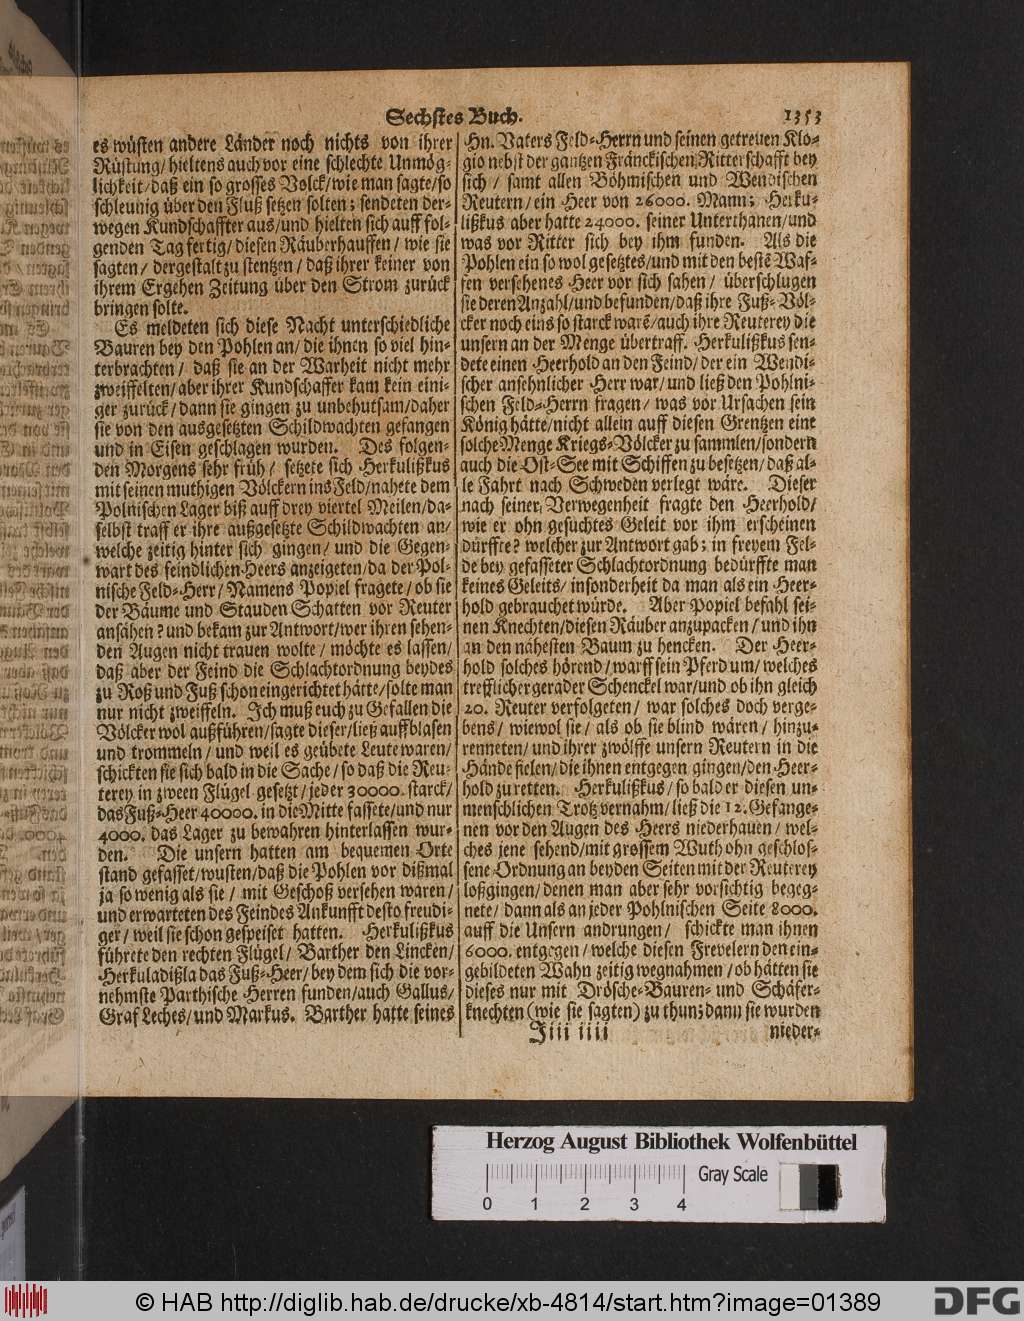 Sechstes Buch.
1353
es wüsten andere Länder noch nichts von ihrer
Rüstung/ hieltens auch vor eine schlechte Unmög-
lichkeit/ daß ein so grosses Volck/ wie man sagte/ so
schleunig über den Fluß setzen solten; sendeten der-
wegen Kundschaffter aus/ und hielten sich auff fol-
genden Tag fertig/ diesen Räuberhauffen/ wie sie
sagten/ dergestalt zu stentzen/ daß ihrer keiner von
ihrem Ergehen Zeitung über den Strom zurück
bringen solte.
Es meldeten sich diese Nacht unterschiedliche
Bauren bey den Pohlen an/ die ihnen so viel hin-
terbrachten/ daß sie an der Warheit nicht mehr
zweiffelten/ aber ihrer Kundschaffer kam kein eini-
ger zurück/ dann sie gingen zu unbehutsam/ daher
sie von den ausgesetzten Schildwachten gefangen
und in Eisen geschlagen wurden. Des folgen-
den Morgens sehr früh/ setzete sich Herkulißkus
mit seinen muthigen Völckern ins Feld/ nahete dem
Polnischen Lager biß auff drey viertel Meilen/ da-
selbst traff er ihre außgesetzte Schildwachten an/
welche zeitig hinter sich gingen/ und die Gegen-
wart des feindlichen Heers anzeigeten/ da der Pol-
nische Feld-Herr/ Namens Popiel fragete/ ob sie
der Bäume und Stauden Schatten vor Reuter
ansähen? und bekam zur Antwort/ wer ihren sehen-
den Augen nicht trauen wolte/ möchte es lassen/
daß aber der Feind die Schlachtordnung beydes
zu Roß und Fuß schon eingerichtet hätte/ solte man
nur nicht zweiffeln. Ich muß euch zu Gefallen die
Völcker wol außführen/ sagte dieser/ ließ auffblasen
und trommeln/ und weil es geübete Leute waren/
schickten sie sich bald in die Sache/ so daß die Reu-
terey in zween Flügel gesetzt/ jeder 30000. starck/
das Fuß-Heer 40000. in die Mitte fassete/ und nur
4000. das Lager zu bewahren hinterlassen wur-
den. Die unsern hatten am bequemen Orte
stand gefasset/ wusten/ daß die Pohlen vor dißmal
ja so wenig als sie/ mit Geschoß versehen waren/
und erwarteten des Feindes Ankunfft desto freudi-
ger/ weil sie schon gespeiset hatten. Herkulißkus
führete den rechten Flügel/ Barther den Lincken/
Herkuladißla das Fuß-Heer/ bey dem sich die vor-
nehmste Parthische Herren funden/ auch Gallus/
Graf Leches/ und Markus. Barther hatte seines
Hn. Vaters Feld-Herrn und seinen getreuen Klo-
gio nebst der gantzen Fränckischen Ritterschafft bey
sich/ samt allen Böhmischen und Wendischen
Reutern/ ein Heer von 26000. Mann; Herku-
lißkus aber hatte 24000. seiner Unterthanen/ und
was vor Ritter sich bey ihm funden. Als die
Pohlen ein so wol gesetztes/ und mit den bestē Waf-
fen versehenes Heer vor sich sahen/ überschlugen
sie deren Anzahl/ und befunden/ daß ihre Fuß-Völ-
cker noch eins so starck warē/ auch ihre Reuterey die
unsern an der Menge übertraff. Herkulißkus sen-
dete einen Heerhold an den Feind/ der ein Wendi-
scher ansehnlicher Herr war/ und ließ den Pohlni-
schen Feld-Herrn fragen/ was vor Ursachen sein
König hätte/ nicht allein auff diesen Grentzen eine
solche Menge Kriegs-Völcker zu sammlen/ sondern
auch die Ost-See mit Schiffen zu besetzen/ daß al-
le Fahrt nach Schweden verlegt wäre. Dieser
nach seiner Verwegenheit fragte den Heerhold/
wie er ohn gesuchtes Geleit vor ihm erscheinen
dürffte? welcher zur Antwort gab; in freyem Fel-
de bey gefasseter Schlachtordnung bedürffte man
keines Geleits/ insonderheit da man als ein Heer-
hold gebrauchet würde. Aber Popiel befahl sei-
nen Knechten/ diesen Räuber anzupacken/ und ihn
an den nähesten Baum zu hencken. Der Heer-
hold solches hörend/ warff sein Pferd um/ welches
trefflicher gerader Schenckel war/ und ob ihn gleich
20. Reuter verfolgeten/ war solches doch verge-
bens/ wiewol sie/ als ob sie blind wären/ hinzu-
renneten/ und ihrer zwölffe unsern Reutern in die
Hände fielen/ die ihnen entgegen gingen/ den Heer-
hold zu retten. Herkulißkus/ so bald er diesen un-
menschlichen Trotz vernahm/ ließ die 12. Gefange-
nen vor den Augen des Heers niederhauen/ wel-
ches jene sehend/ mit grossem Wuth ohn geschlos-
sene Ordnung an beyden Seiten mit der Reuterey
loßgingen/ denen man aber sehr vorsichtig begeg-
nete/ dann als an jeder Pohlnischen Seite 8000.
auff die Unsern andrungen/ schickte man ihnen
6000. entgegen/ welche diesen Frevelern den ein-
gebildeten Wahn zeitig wegnahmen/ ob hätten sie
dieses nur mit Drösche-Bauren- und Schäfer-
knechten (wie sie sagten) zu thun; dann sie wurden
Jiii iiii
nieder-
Herzog August Bibliothek Wolfenbüttel
Gray Scale
0 1 2 3 4
© HAB http://diglib.hab.de/drucke/xb-4814/start.htm?image=01389
DFG